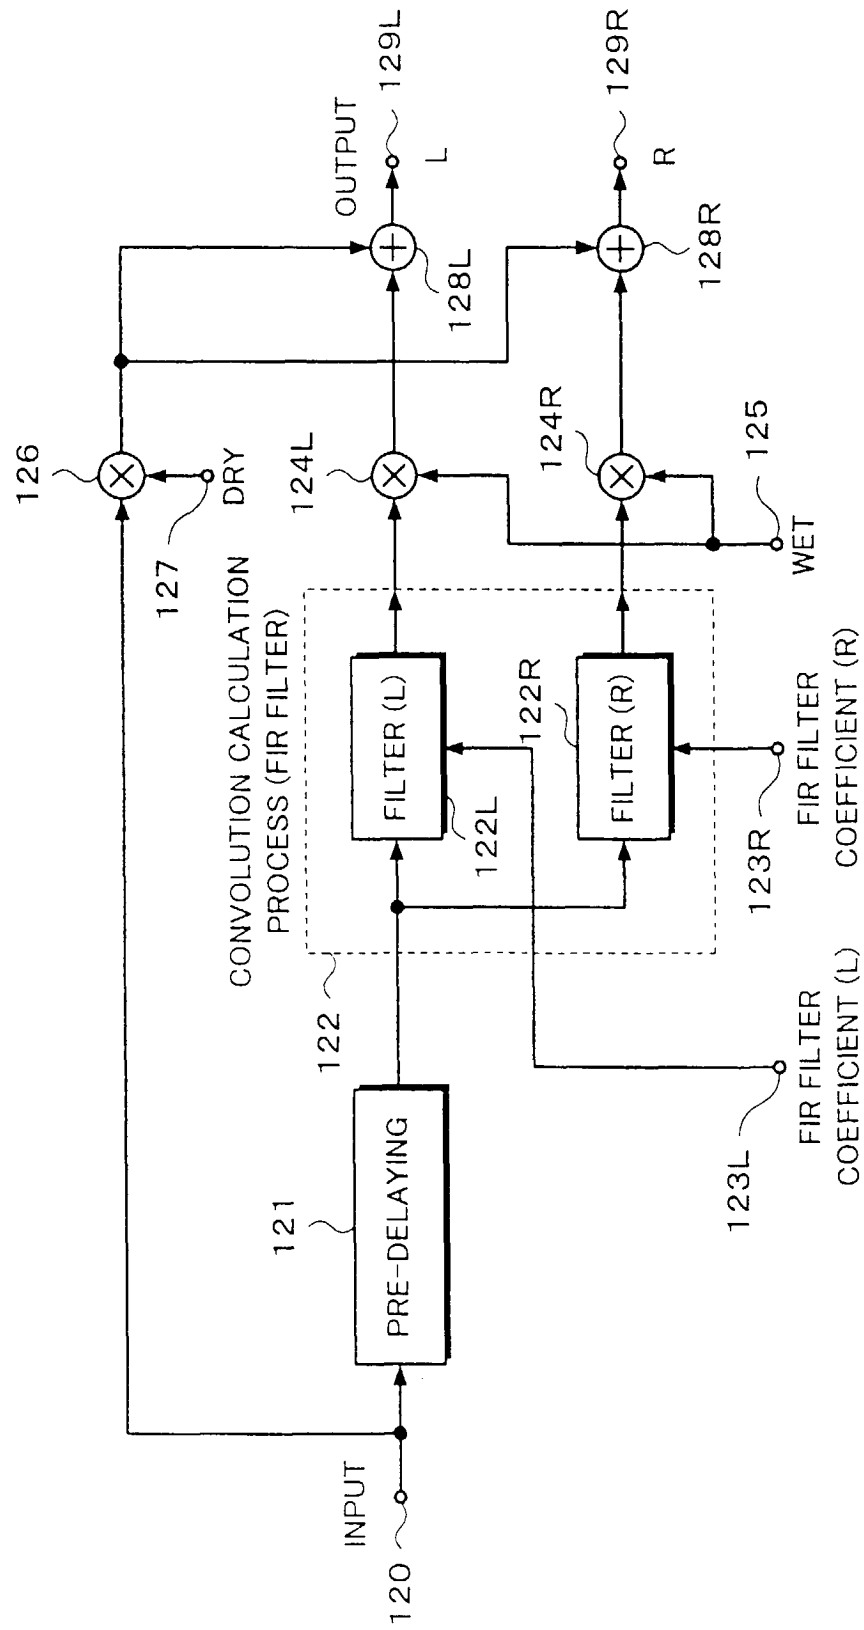 126
127
DRY
OUTPUT
129L
L
128L
129R
R
128R
CONVOLUTION CALCULATION
PROCESS (FIR FILTER)
124L
124R
125
WET
INPUT
120
121
PRE-DELAYING
122
FILTER (L)
122L
FILTER (R)
122R
123L
FIR FILTER
COEFFICIENT (L)
123R
FIR FILTER
COEFFICIENT (R)